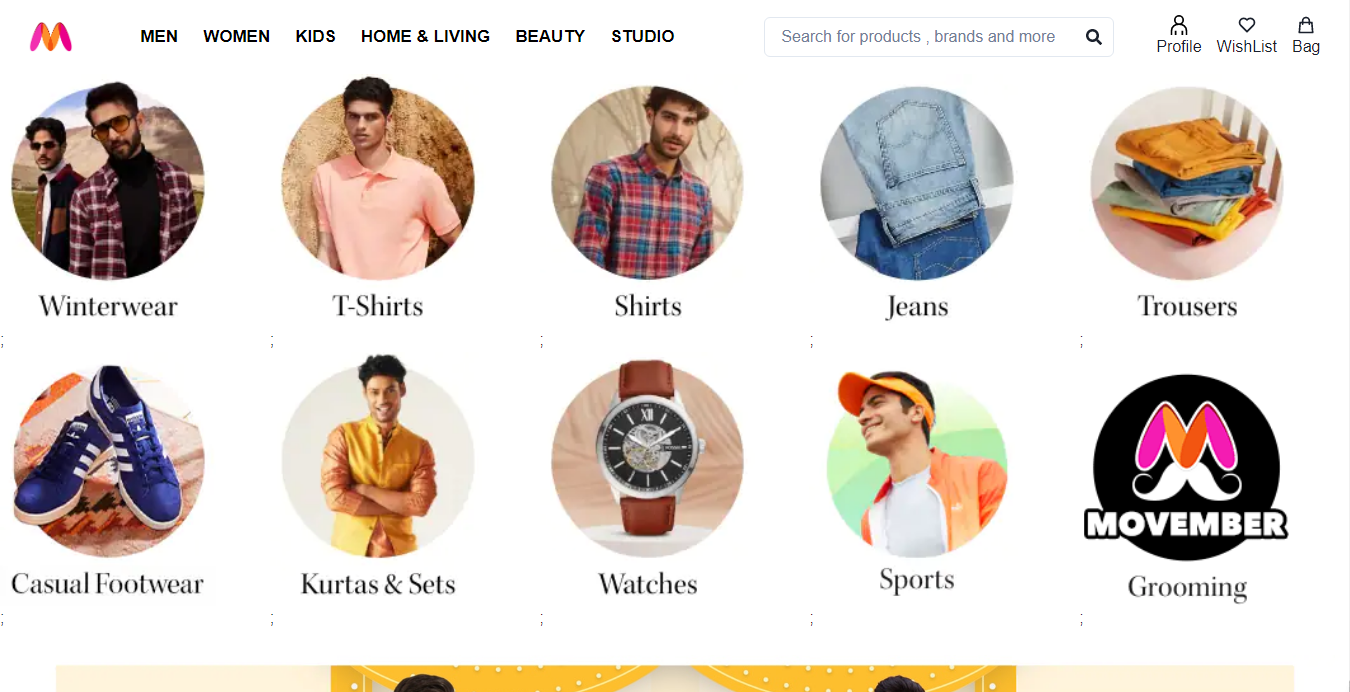 MEN WOMEN KIDS HOME & LIVING BEAUTY STUDIO Search for products , brands and more Profile WishList Bag
Winterwear T-Shirts Shirts Jeans Trousers
; ; ; ; ;
MOVEMBER
Casual Footwear Kurtas & Sets Watches Sports Grooming
; ; ; ; ;